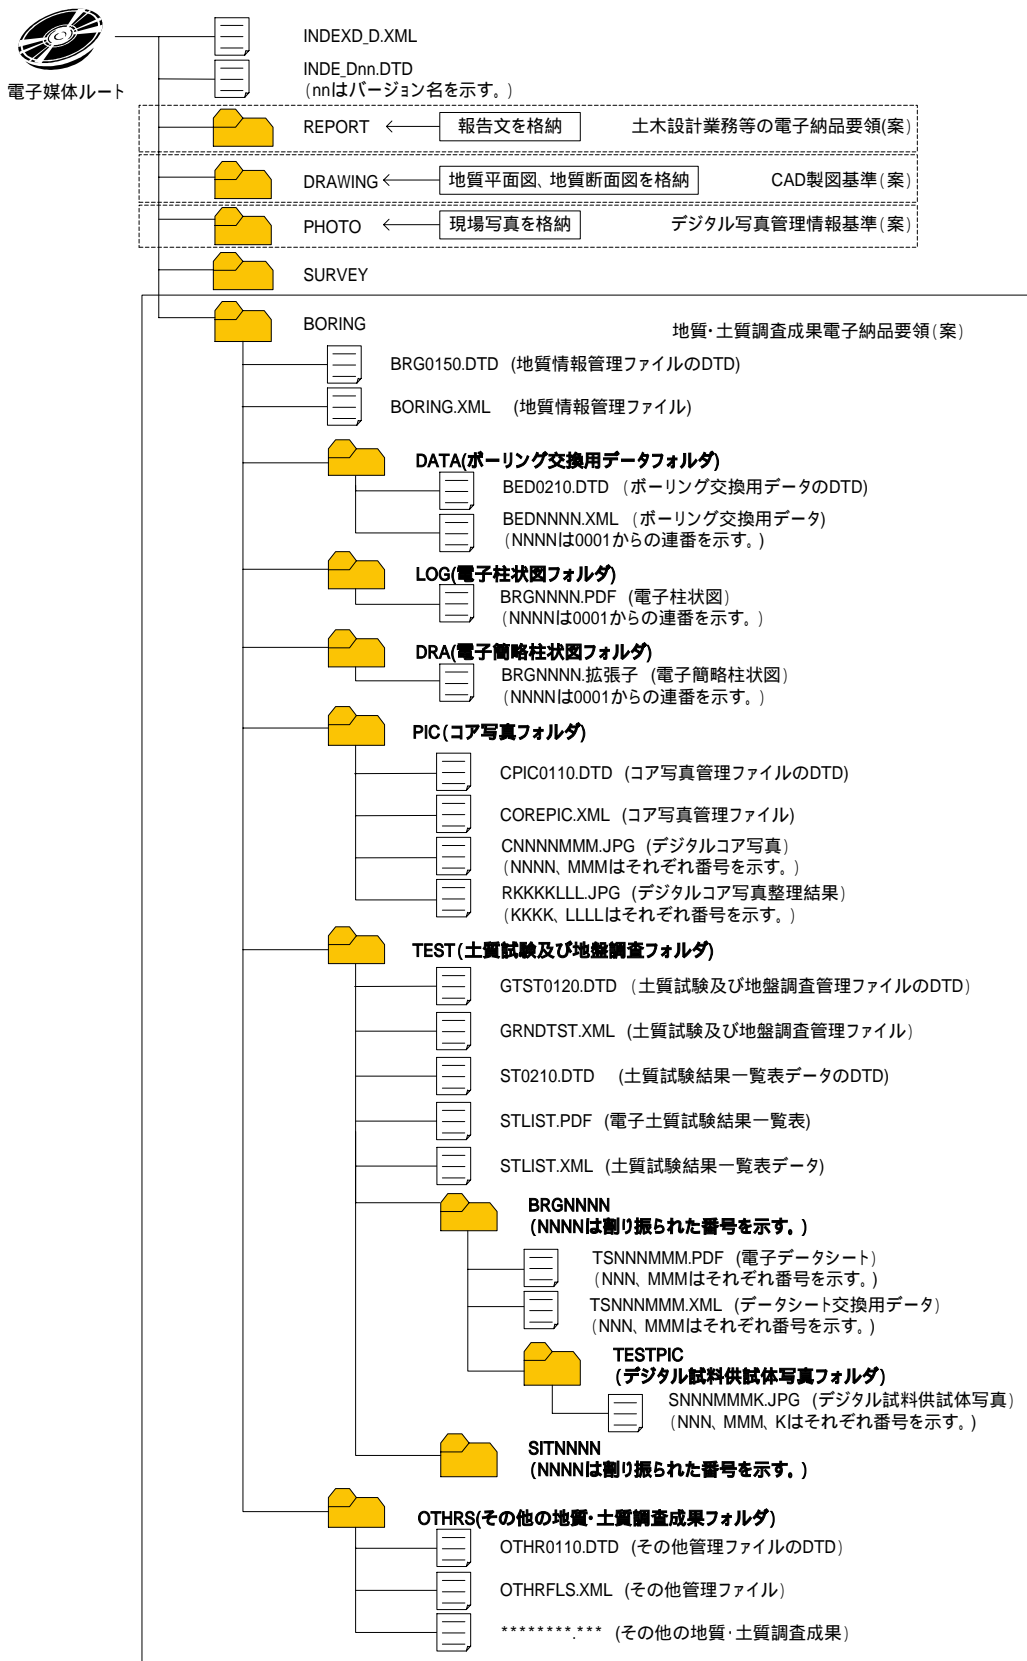 INDEXD_D.XML
電子媒体ルート
INDE_Dnn.DTD
(nnはバージョン名を示す。)
REPORT
報告文を格納
土木設計業務等の電子納品要領(案)
DRAWING
地質平面図、地質断面図を格納
CAD製図基準(案)
PHOTO
現場写真を格納
デジタル写真管理情報基準(案)
SURVEY
BORING
地質・土質調査成果電子納品要領(案)
BRG0150.DTD (地質情報管理ファイルのDTD)
BORING.XML (地質情報管理ファイル)
DATA(ボーリング交換用データフォルダ)
BED0210.DTD (ボーリング交換用データのDTD)
BEDNNNN.XML (ボーリング交換用データ)
(NNNNは0001からの連番を示す。)
LOG(電子柱状図フォルダ)
BRGNNNN.PDF (電子柱状図)
(NNNNは0001からの連番を示す。)
DRA(電子簡略柱状図フォルダ)
BRGNNNN.拡張子 (電子簡略柱状図)
(NNNNは0001からの連番を示す。)
PIC(コア写真フォルダ)
CPIC0110.DTD (コア写真管理ファイルのDTD)
COREPIC.XML (コア写真管理ファイル)
CNNNNMMM.JPG (デジタルコア写真)
(NNNN、MMMはそれぞれ番号を示す。)
RKKKKLLL.JPG (デジタルコア写真整理結果)
(KKKK、LLLLはそれぞれ番号を示す。)
TEST(土質試験及び地盤調査フォルダ)
GTST0120.DTD (土質試験及び地盤調査管理ファイルのDTD)
GRNDTST.XML (土質試験及び地盤調査管理ファイル)
ST0210.DTD (土質試験結果一覧表データのDTD)
STLIST.PDF (電子土質試験結果一覧表)
STLIST.XML (土質試験結果一覧表データ)
BRGNNNN
(NNNNは割り振られた番号を示す。)
TSNNNMMM.PDF (電子データシート)
(NNN、MMMはそれぞれ番号を示す。)
TSNNNMMM.XML (データシート交換用データ)
(NNN、MMMはそれぞれ番号を示す。)
TESTPIC
(デジタル試料供試体写真フォルダ)
SNNNMMMK.JPG (デジタル試料供試体写真)
(NNN、MMM、Kはそれぞれ番号を示す。)
SITNNNN
(NNNNは割り振られた番号を示す。)
OTHRS(その他の地質・土質調査成果フォルダ)
OTHR0110.DTD (その他管理ファイルのDTD)
OTHRFLS.XML (その他管理ファイル)
********.*** (その他の地質・土質調査成果)